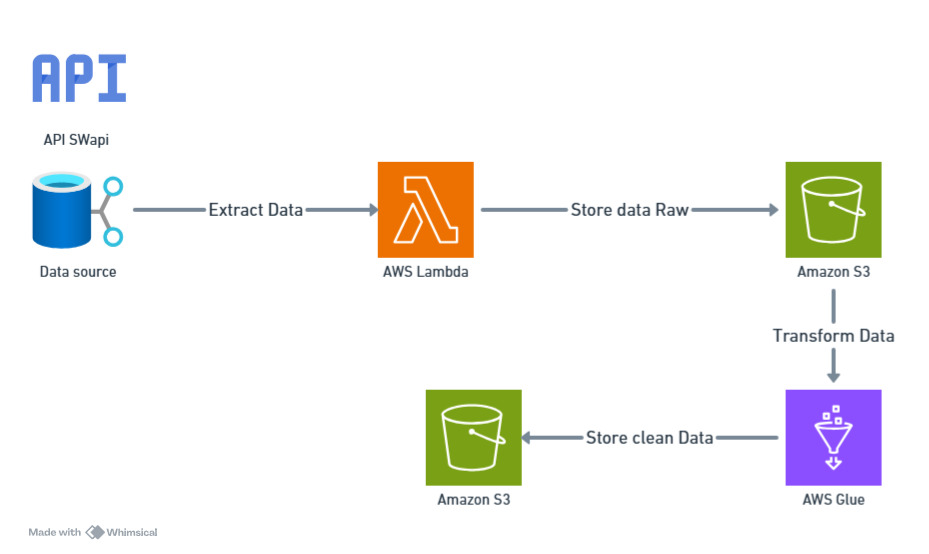 API
API SWapi
Extract Data
Store data Raw
Data source
AWS Lambda
Amazon S3
Transform Data
Store clean Data
Amazon S3
AWS Glue
Made with Whimsical